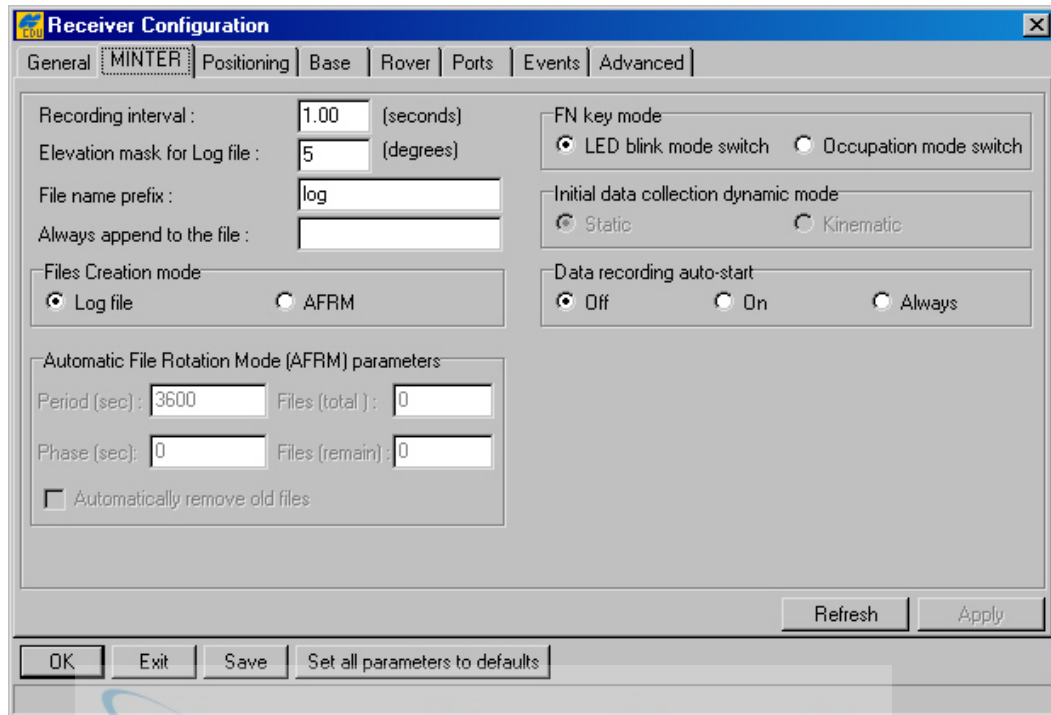 CDU Receiver Configuration
General MINTER Positioning Base Rover Ports Events Advanced
Recording interval : 1.00 (seconds)
Elevation mask for Log file : 5 (degrees)
File name prefix : log
Always append to the file :
Files Creation mode
Log file AFRM
Automatic File Rotation Mode (AFRM) parameters
Period (sec) : 3600 Files (total ) : 0
Phase (sec): 0 Files (remain) : 0
Automatically remove old files
FN key mode
LED blink mode switch Occupation mode switch
Initial data collection dynamic mode
Static Kinematic
Data recording auto-start
Off On Always
Refresh Apply
OK Exit Save Set all parameters to defaults